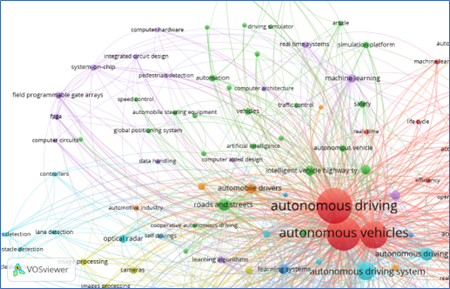 computer hardware
driving simulator
article
real time systems
simulation platform
integrated circuit design
system-on-chip
pedestrians detection
automation
machine learning
machine learn
computer architecture
field programmable gate arrays
speed control
automobile steering equipment
vehicles
traffic control
safety
fpga
global positioning system
real-time
life cycle
computer circuits
artificial intelligence
autonomous vehicle
data handling
computer aided design
controllers
intelligent vehicle highway sy
efficiency
automobile drivers
automotive industry
roads and streets
autonomous driving
cooperative autonomous driving
detection
lane detection
optical radar
self drivings
autonomous vehicles
obstacle detection
image processing
cameras
learning algorithms
learning systems
autonomous driving system
VOSviewer
images processing